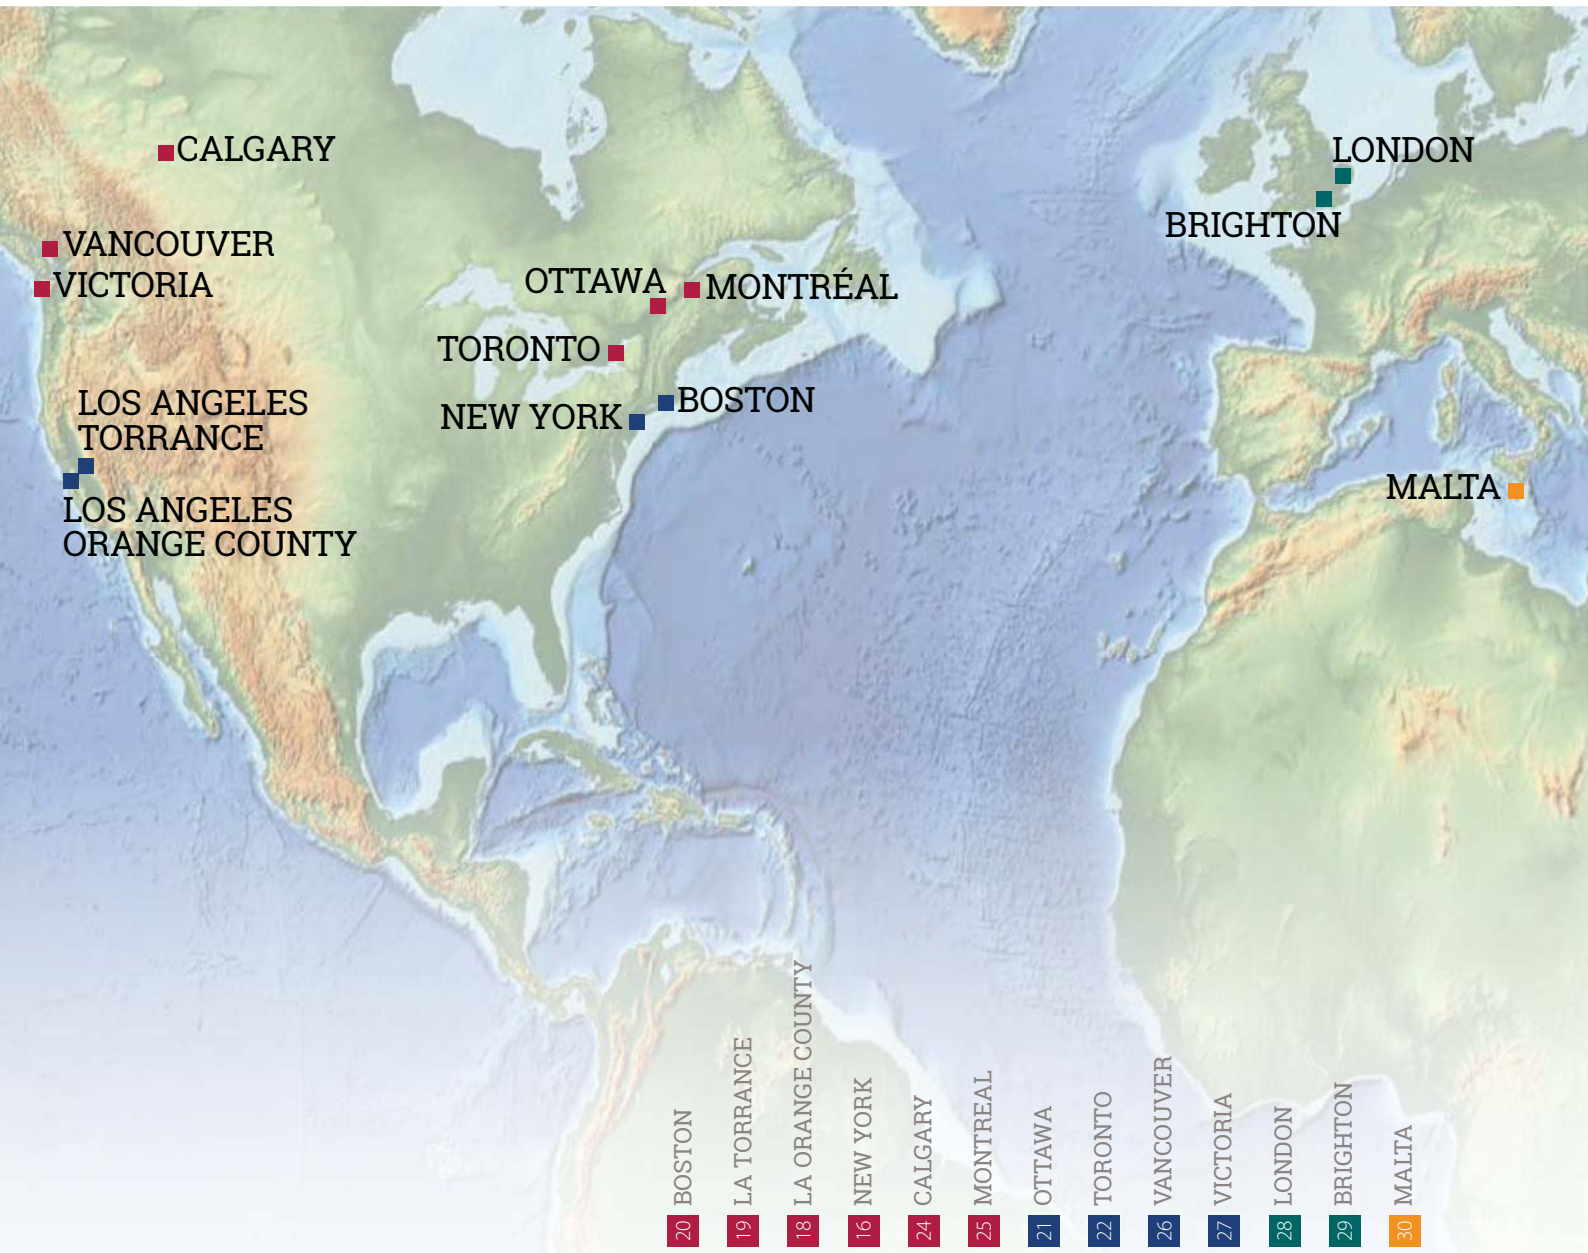 CALGARY
LONDON
BRIGHTON
VANCOUVER
VICTORIA
OTTAWA
MONTRÉAL
TORONTO
LOS ANGELES
TORRANCE
BOSTON
NEW YORK
MALTA
LOS ANGELES
ORANGE COUNTY
20 BOSTON
19 LA TORRANCE
18 LA ORANGE COUNTY
16 NEW YORK
24 CALGARY
25 MONTREAL
21 OTTAWA
22 TORONTO
26 VANCOUVER
27 VICTORIA
28 LONDON
29 BRIGHTON
30 MALTA